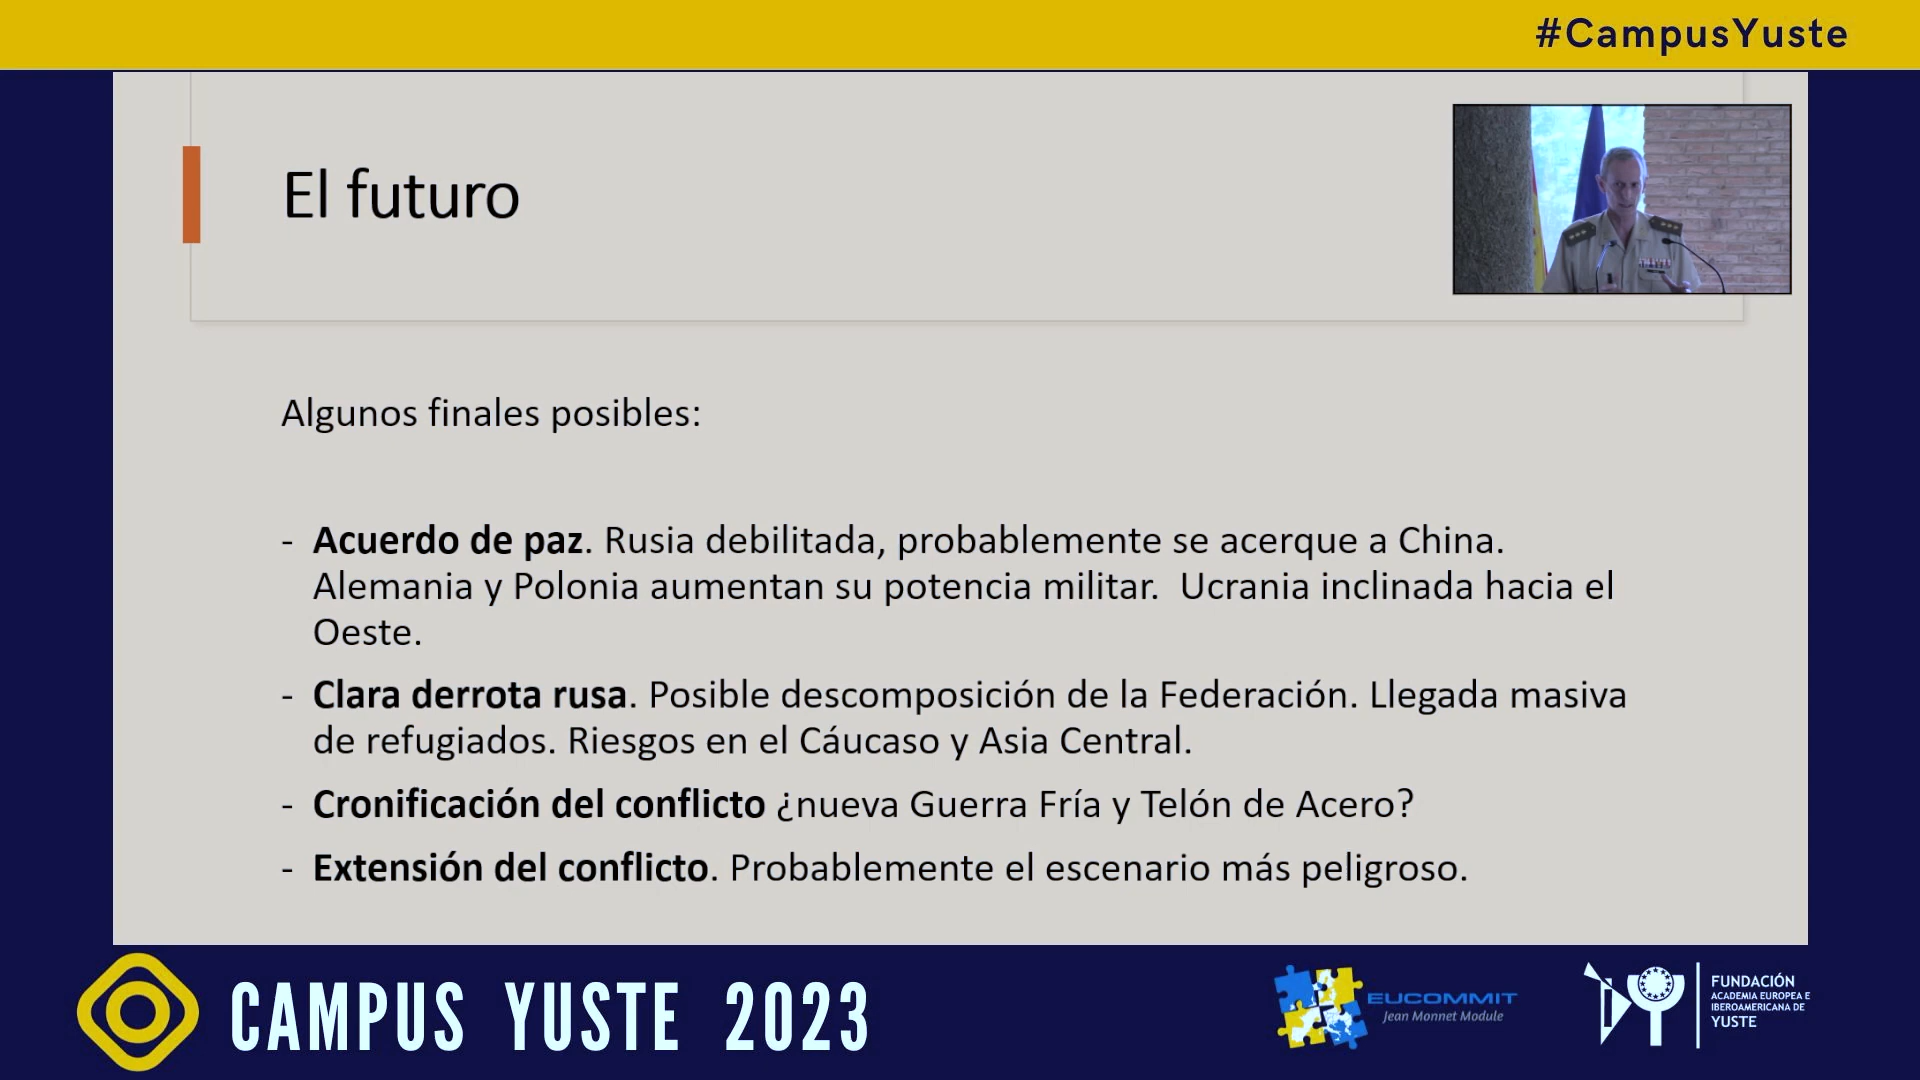 #CampusYuste
El futuro
Algunos finales posibles:
- Acuerdo de paz. Rusia debilitada, probablemente se acerque a China.
Alemania y Polonia aumentan su potencia militar.  Ucrania inclinada hacia el
Oeste.
- Clara derrota rusa. Posible descomposición de la Federación. Llegada masiva
de refugiados. Riesgos en el Cáucaso y Asia Central.
- Cronificación del conflicto ¿nueva Guerra Fría y Telón de Acero?
- Extensión del conflicto. Probablemente el escenario más peligroso.
CAMPUS YUSTE 2023
EUCOMMIT
Jean Monnet Module
FUNDACIÓN
ACADEMIA EUROPEA E
IBEROAMERICANA DE
YUSTE